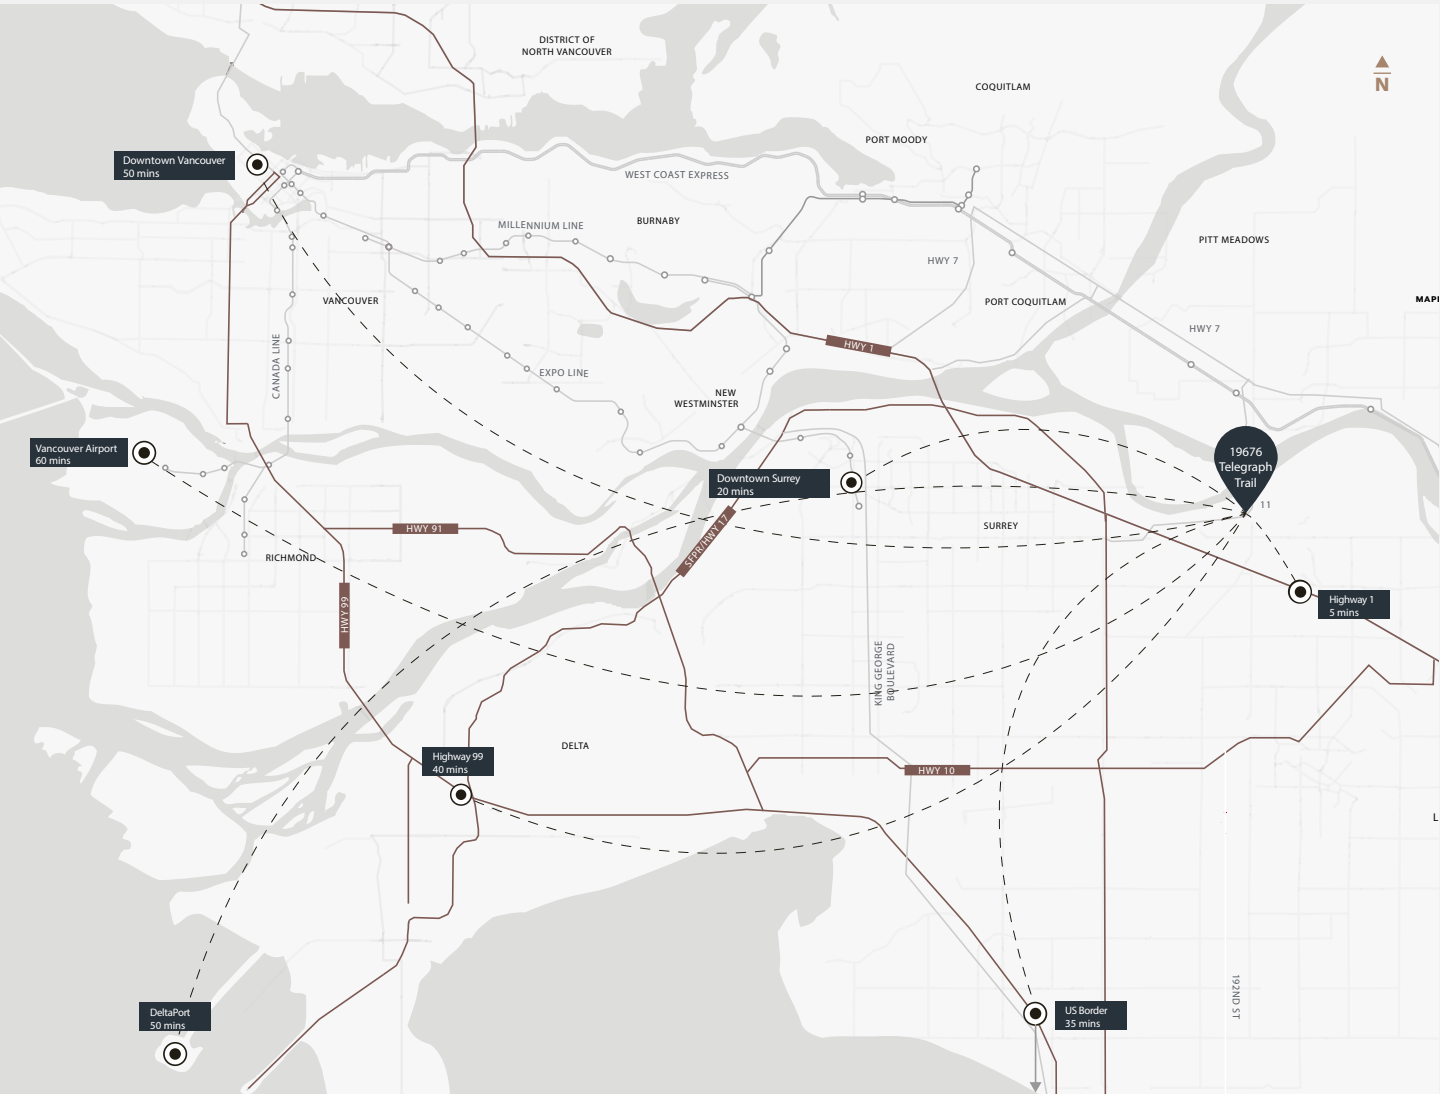 DISTRICT OF
NORTH VANCOUVER
N
COQUITLAM
PORT MOODY
Downtown Vancouver
50 mins
WEST COAST EXPRESS
BURNABY
MILLENNIUM LINE
PITT MEADOWS
HWY 7
VANCOUVER
PORT COQUITLAM
MAPI
HWY 7
HWY 1
CANADA LINE
EXPO LINE
NEW
WESTMINSTER
Vancouver Airport
60 mins
19676
Telegraph
Trail
Downtown Surrey
20 mins
11
HWY 91
SFPR/HWY 17
SURREY
RICHMOND
HWY 99
Highway 1
5 mins
KING GEORGE
BOULEVARD
DELTA
Highway 99
40 mins
HWY 10
L
192ND ST
DeltaPort
50 mins
US Border
35 mins